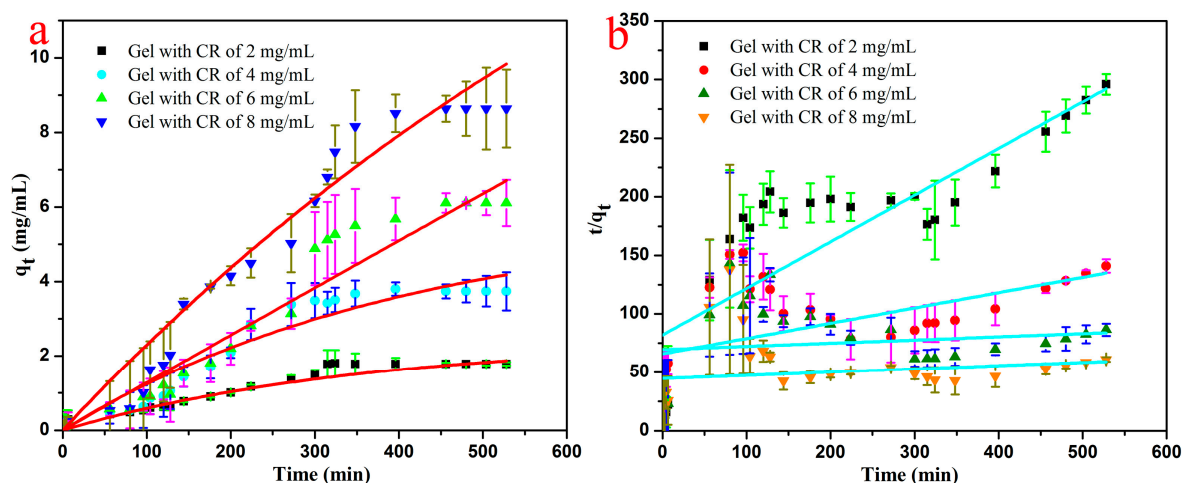 a
q_t (mg/mL)
10
8
6
4
2
0
Gel with CR of 2 mg/mL
Gel with CR of 4 mg/mL
Gel with CR of 6 mg/mL
Gel with CR of 8 mg/mL
0 100 200 300 400 500 600
Time (min)
b
t/q_t
350
300
250
200
150
100
50
0
Gel with CR of 2 mg/mL
Gel with CR of 4 mg/mL
Gel with CR of 6 mg/mL
Gel with CR of 8 mg/mL
0 100 200 300 400 500 600
Time (min)